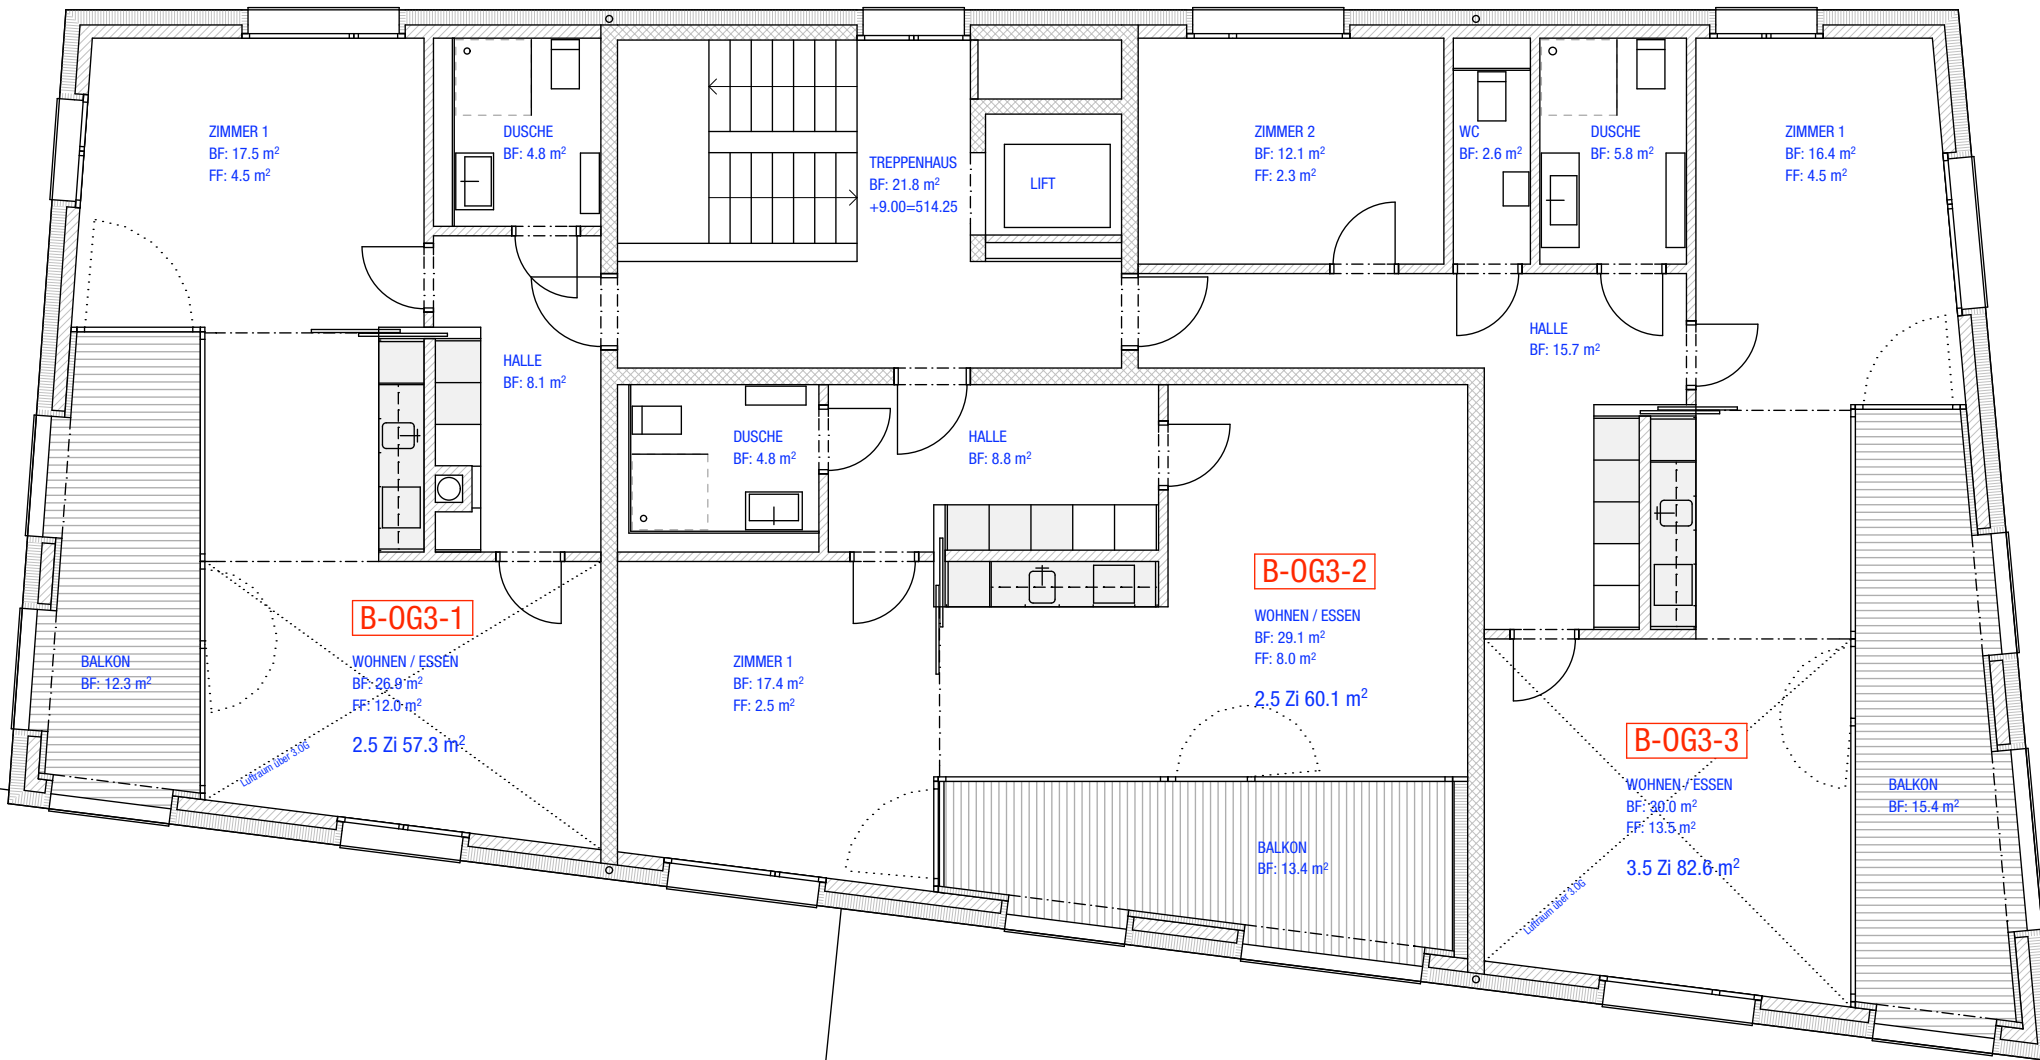 ZIMMER 1
BF: 17.5 m²
FF: 4.5 m²
DUSCHE
BF: 4.8 m²
TREPPENHAUS
BF: 21.8 m²
+9.00=514.25
LIFT
ZIMMER 2
BF: 12.1 m²
FF: 2.3 m²
WC
BF: 2.6 m²
DUSCHE
BF: 5.8 m²
ZIMMER 1
BF: 16.4 m²
FF: 4.5 m²
HALLE
BF: 8.1 m²
HALLE
BF: 15.7 m²
DUSCHE
BF: 4.8 m²
HALLE
BF: 8.8 m²
B-OG3-1
WOHNEN / ESSEN
BF: 26.9 m²
FF: 12.0 m²
2.5 Zi 57.3 m²
Luftraum über 3.OG
BALKON
BF: 12.3 m²
ZIMMER 1
BF: 17.4 m²
FF: 2.5 m²
B-OG3-2
WOHNEN / ESSEN
BF: 29.1 m²
FF: 8.0 m²
2.5 Zi 60.1 m²
BALKON
BF: 13.4 m²
B-OG3-3
WOHNEN / ESSEN
BF: 30.0 m²
FF: 13.5 m²
3.5 Zi 82.6 m²
Luftraum über 3.OG
BALKON
BF: 15.4 m²